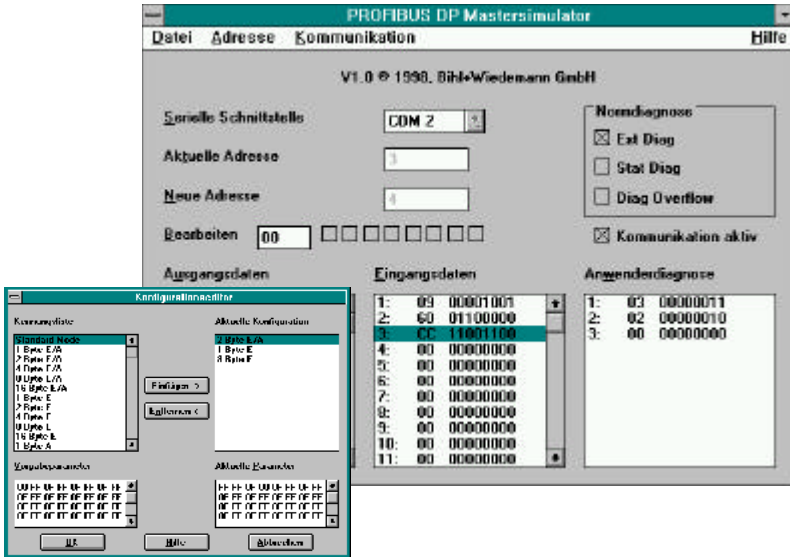 PROFIBUS DP Mastersimulator
Datei Adresse Kommunikation Hilfe
V1.0 © 1998, Bihl+Wiedemann GmbH
Serielle Schnittstelle COM 2
Aktuelle Adresse 3
Neue Adresse 4
Bearbeiten 00
Normdiagnose
Ext Diag
Stat Diag
Diag Overflow
Kommunikation aktiv
Ausgangsdaten Eingangsdaten Anwenderdiagnose
1: 09 00001001
2: 60 01100000
3: CC 11001100
4: 00 00000000
5: 00 00000000
6: 00 00000000
7: 00 00000000
8: 00 00000000
9: 00 00000000
10: 00 00000000
11: 00 00000000
1: 03 00000011
2: 02 00000010
3: 00 00000000
Konfigurationseditor
Kennungsliste
Standard Node
1 Byte E/A
2 Byte E/A
4 Byte E/A
8 Byte E/A
16 Byte E/A
1 Byte E
2 Byte E
4 Byte E
8 Byte E
16 Byte E
1 Byte A
Einfügen >
Entfernen <
Aktuelle Konfiguration
2 Byte E/A
1 Byte E
8 Byte E
Vorgabeparameter
Aktuelle Parameter
OK Hilfe Abbrechen